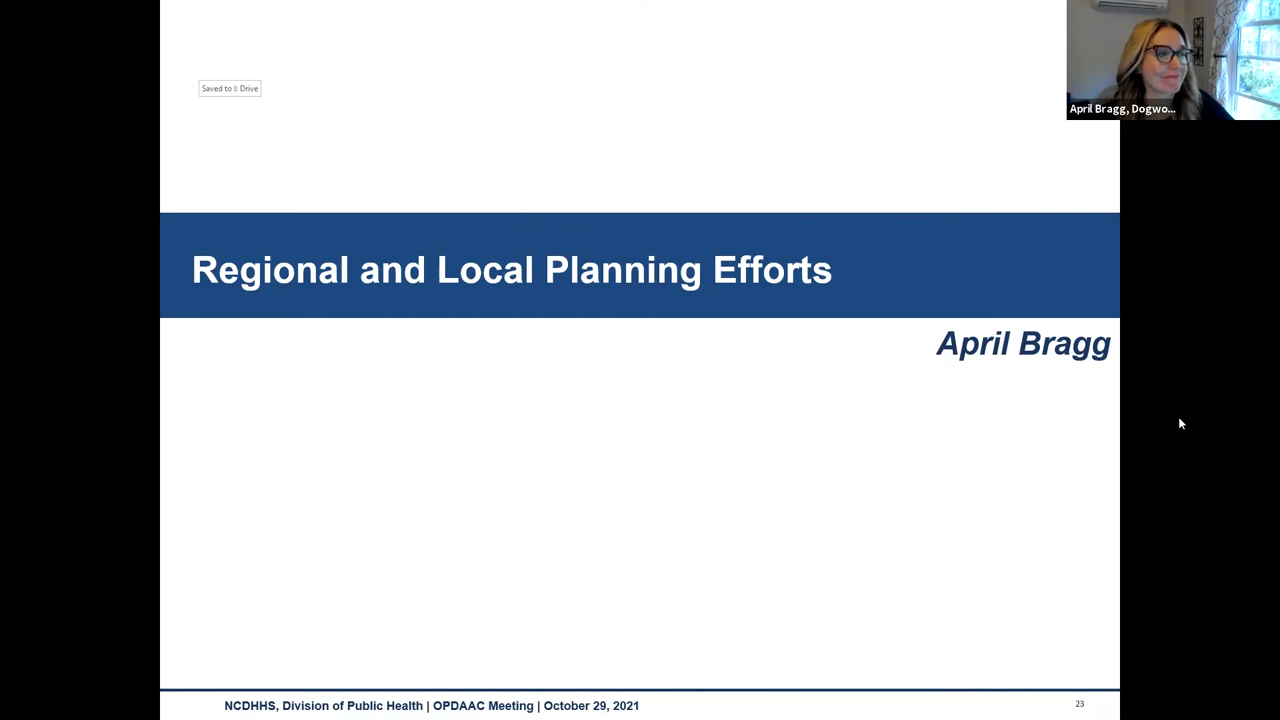 Saved to I: Drive
April Bragg, Dogwo...
Regional and Local Planning Efforts
April Bragg
NCDHHS, Division of Public Health | OPDAAC Meeting | October 29, 2021
23